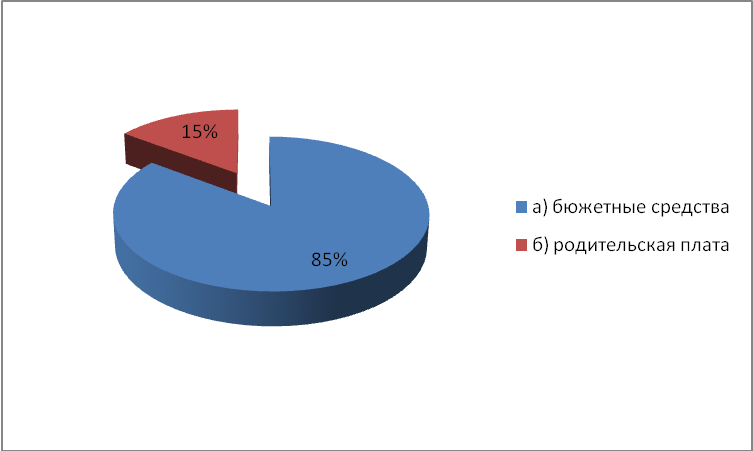 15%
85%
а) бюжетные средства
б) родительская плата